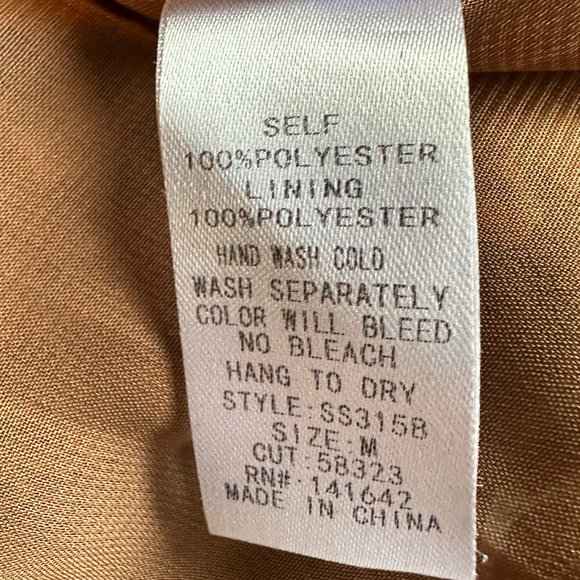 SELF
100%POLYESTER
LINING
100%POLYESTER
HAND WASH COLD
WASH SEPARATELY
COLOR WILL BLEED
NO BLEACH
HANG TO DRY
STYLE:SS3158
SIZE:M
CUT:58323
RN#:141642
MADE IN CHINA